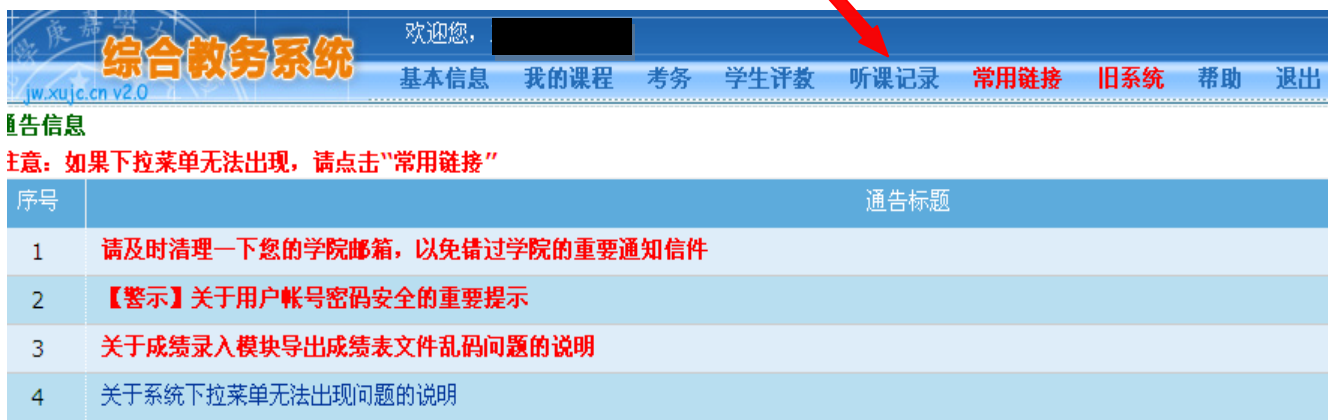 综合教务系统
jw.xujc.cn v2.0
欢迎您，
基本信息 我的课程 考务 学生评教 听课记录 常用链接 旧系统 帮助 退出
通告信息
注意：如果下拉菜单无法出现，请点击“常用链接”
序号 通告标题
1 请及时清理一下您的学院邮箱，以免错过学院的重要通知信件
2 【警示】关于用户帐号密码安全的重要提示
3 关于成绩录入模块导出成绩表文件乱码问题的说明
4 关于系统下拉菜单无法出现问题的说明